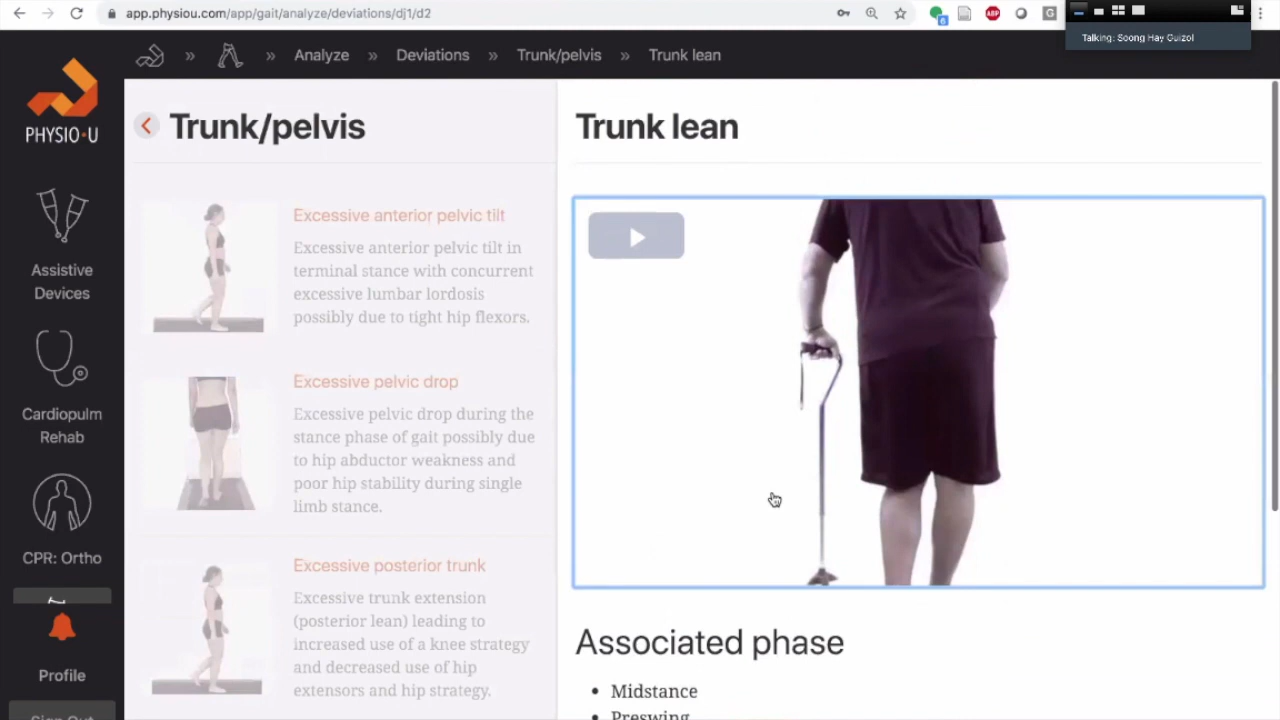 app.physiou.com/app/gait/analyze/deviations/dj1/d2
6
ABP
G
Talking: Soong Hay Guizol
» » Analyze » Deviations » Trunk/pelvis » Trunk lean
PHYSIO·U
Assistive
Devices
Cardiopulm
Rehab
CPR: Ortho
Profile
Sign Out
Trunk/pelvis
Excessive anterior pelvic tilt
Excessive anterior pelvic tilt in
terminal stance with concurrent
excessive lumbar lordosis
possibly due to tight hip flexors.
Excessive pelvic drop
Excessive pelvic drop during the
stance phase of gait possibly due
to hip abductor weakness and
poor hip stability during single
limb stance.
Excessive posterior trunk
Excessive trunk extension
(posterior lean) leading to
increased use of a knee strategy
and decreased use of hip
extensors and hip strategy.
Trunk lean
Associated phase
• Midstance
• Preswing